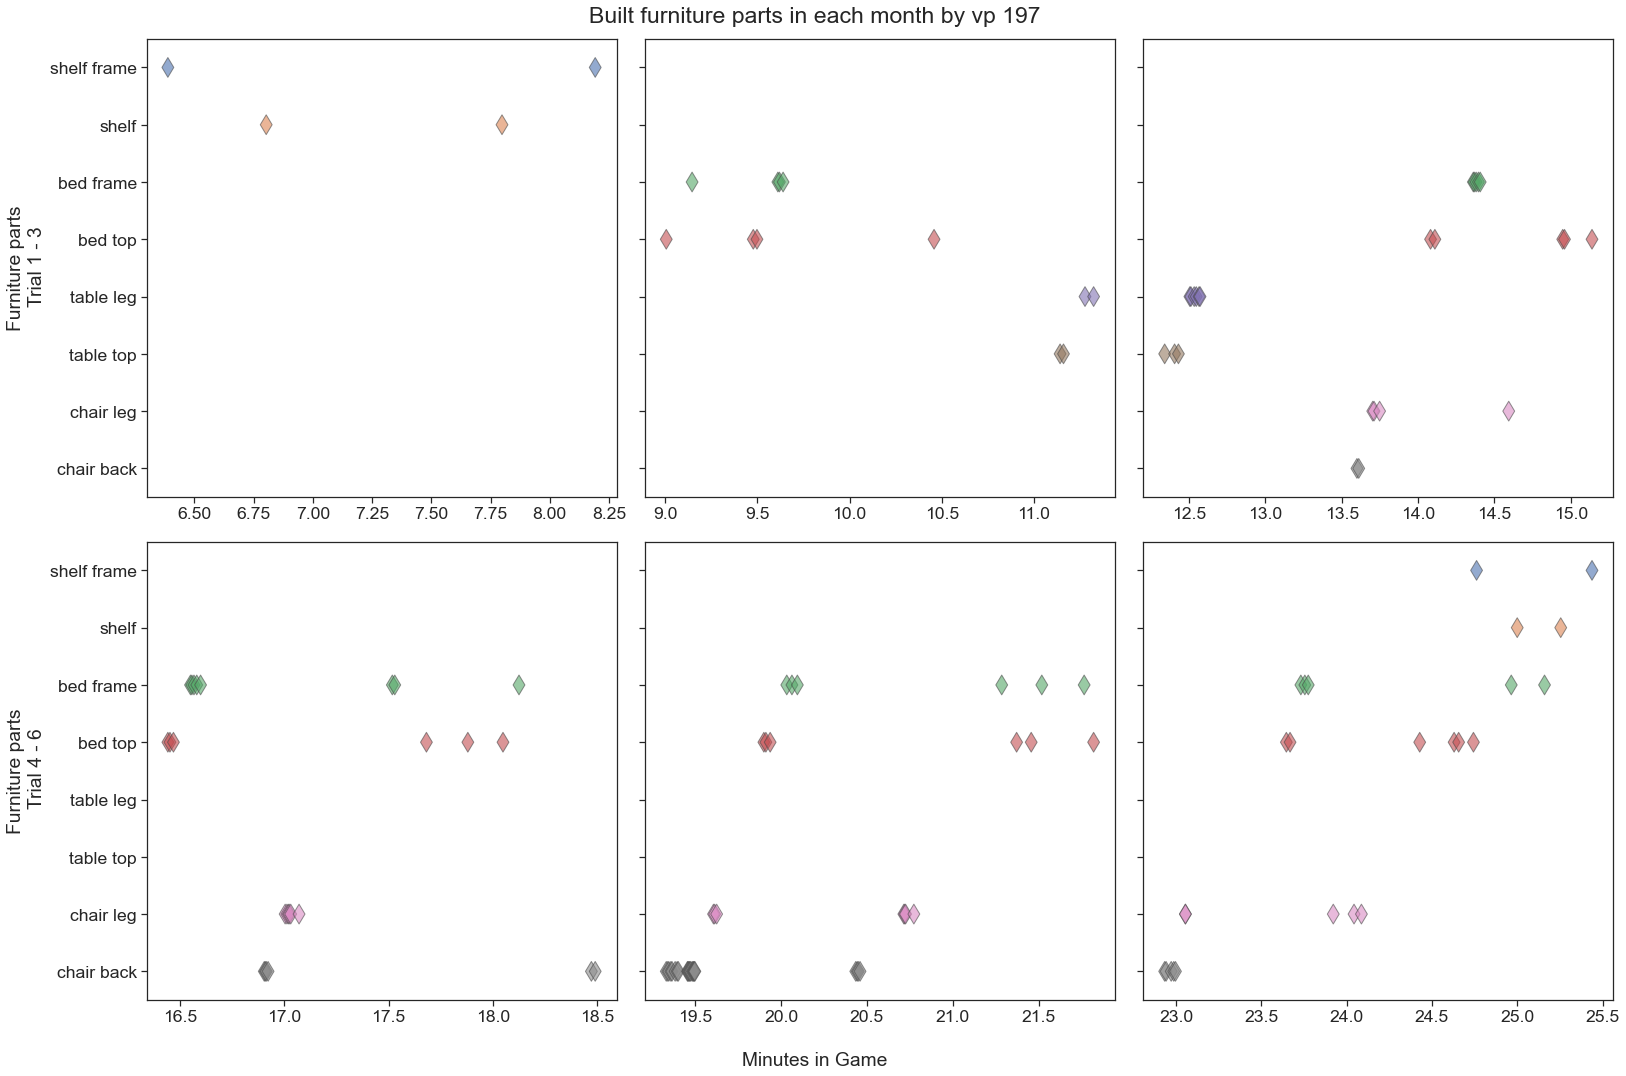 Built furniture parts in each month by vp 197
Furniture parts
Trial 1 - 3
shelf frame
shelf
bed frame
bed top
table leg
table top
chair leg
chair back
6.50 6.75 7.00 7.25 7.50 7.75 8.00 8.25
9.0 9.5 10.0 10.5 11.0
12.5 13.0 13.5 14.0 14.5 15.0
Furniture parts
Trial 4 - 6
shelf frame
shelf
bed frame
bed top
table leg
table top
chair leg
chair back
16.5 17.0 17.5 18.0 18.5
19.5 20.0 20.5 21.0 21.5
23.0 23.5 24.0 24.5 25.0 25.5
Minutes in Game